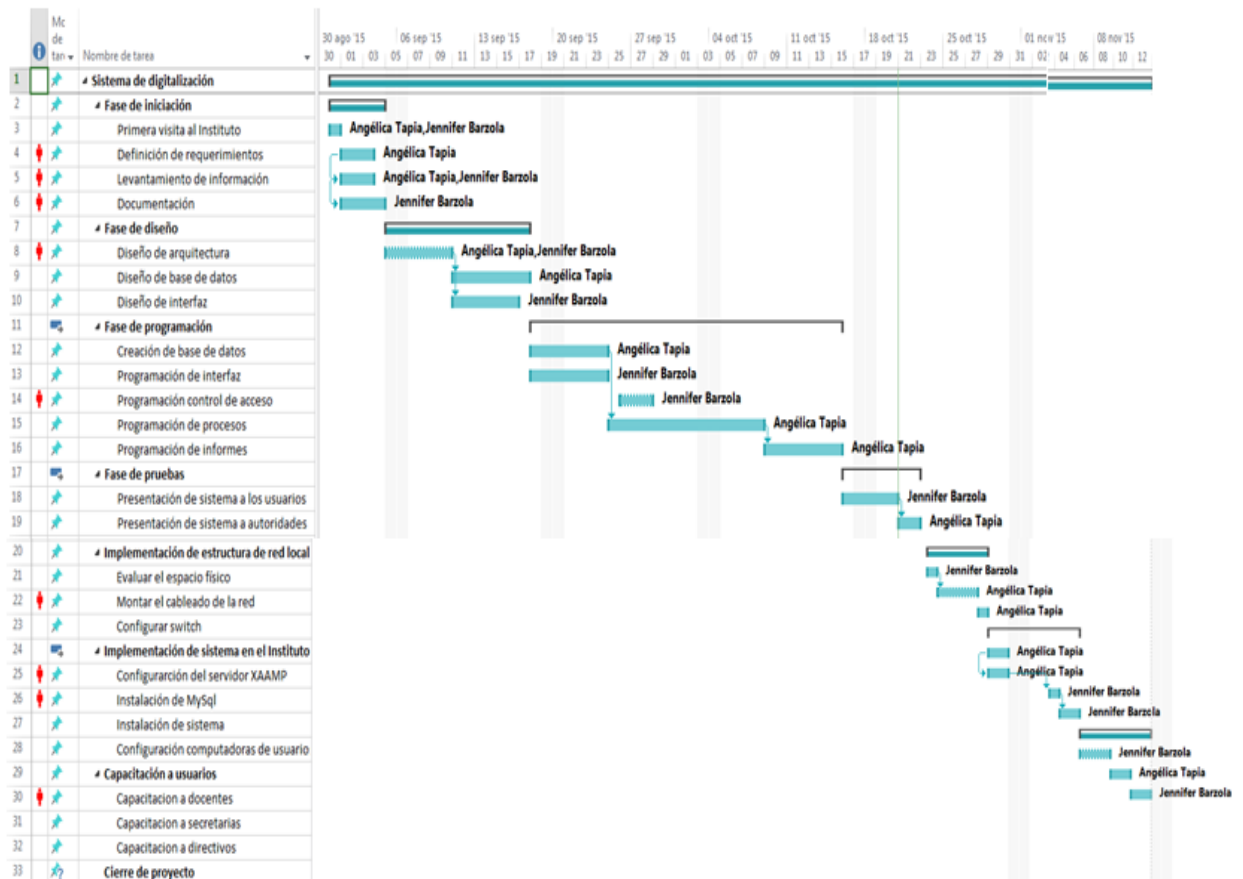 Mc
de
tan
Nombre de tarea
30 ago '15 06 sep '15 13 sep '15 20 sep '15 27 sep '15 04 oct '15 11 oct '15 18 oct '15 25 oct '15 01 nov '15 08 nov '15
30 01 03 05 07 09 11 13 15 17 19 21 23 25 27 29 01 03 05 07 09 11 13 15 17 19 21 23 25 27 29 31 02 04 06 08 10 12
1 Sistema de digitalización
2 Fase de iniciación
3 Primera visita al Instituto Angélica Tapia,Jennifer Barzola
4 Definición de requerimientos Angélica Tapia
5 Levantamiento de información Angélica Tapia,Jennifer Barzola
6 Documentación Jennifer Barzola
7 Fase de diseño
8 Diseño de arquitectura Angélica Tapia,Jennifer Barzola
9 Diseño de base de datos Angélica Tapia
10 Diseño de interfaz Jennifer Barzola
11 Fase de programación
12 Creación de base de datos Angélica Tapia
13 Programación de interfaz Jennifer Barzola
14 Programación control de acceso Jennifer Barzola
15 Programación de procesos Angélica Tapia
16 Programación de informes Angélica Tapia
17 Fase de pruebas
18 Presentación de sistema a los usuarios Jennifer Barzola
19 Presentación de sistema a autoridades Angélica Tapia
20 Implementación de estructura de red local
21 Evaluar el espacio físico Jennifer Barzola
22 Montar el cableado de la red Angélica Tapia
23 Configurar switch Angélica Tapia
24 Implementación de sistema en el Instituto Angélica Tapia
25 Configurarción del servidor XAAMP Angélica Tapia
26 Instalación de MySql Jennifer Barzola
27 Instalación de sistema Jennifer Barzola
28 Configuración computadoras de usuario Jennifer Barzola
29 Capacitación a usuarios Angélica Tapia
30 Capacitacion a docentes Jennifer Barzola
31 Capacitacion a secretarias
32 Capacitacion a directivos
33 Cierre de proyecto